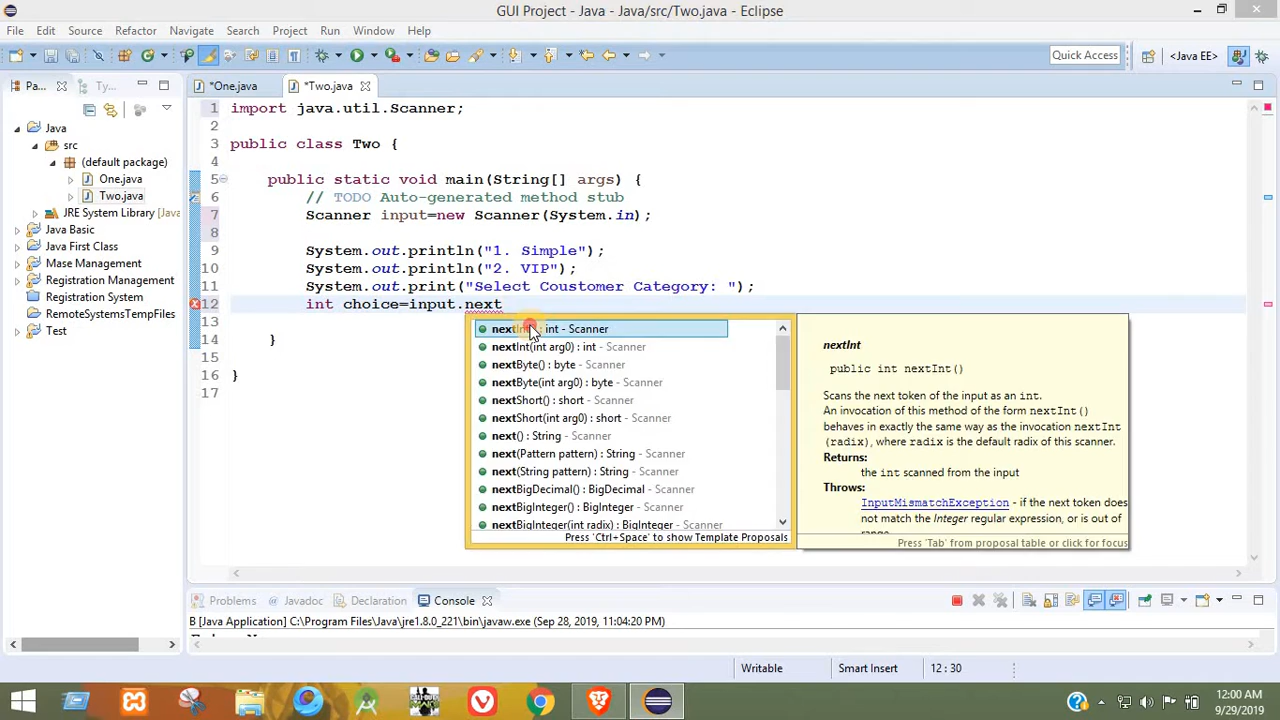 GUI Project - Java - Java/src/Two.java - Eclipse
File Edit Source Refactor Navigate Search Project Run Window Help
Quick Access
<Java EE>
Pa...
Ty...
*One.java
*Two.java
Java
src
(default package)
One.java
Two.java
JRE System Library [Java
Java Basic
Java First Class
Mase Management
Registration Management
Registration System
RemoteSystemsTempFiles
Test
1 import java.util.Scanner;
2
3 public class Two {
4
5 public static void main(String[] args) {
6 // TODO Auto-generated method stub
7 Scanner input=new Scanner(System.in);
8
9 System.out.println("1. Simple");
10 System.out.println("2. VIP");
11 System.out.print("Select Coustomer Category: ");
12 int choice=input.next
13
14 }
15
16 }
17
nextInt() : int - Scanner
nextInt(int arg0) : int - Scanner
nextByte() : byte - Scanner
nextByte(int arg0) : byte - Scanner
nextShort() : short - Scanner
nextShort(int arg0) : short - Scanner
next() : String - Scanner
next(Pattern pattern) : String - Scanner
next(String pattern) : String - Scanner
nextBigDecimal() : BigDecimal - Scanner
nextBigInteger() : BigInteger - Scanner
nextBigInteger(int radix) : BigInteger - Scanner
Press 'Ctrl+Space' to show Template Proposals
nextInt
public int nextInt()
Scans the next token of the input as an int.
An invocation of this method of the form nextInt()
behaves in exactly the same way as the invocation nextInt
(radix), where radix is the default radix of this scanner.
Returns:
the int scanned from the input
Throws:
InputMismatchException - if the next token does
not match the Integer regular expression, or is out of
Press 'Tab' from proposal table or click for focus
Problems
Javadoc
Declaration
Console
B [Java Application] C:\Program Files\Java\jre1.8.0_221\bin\javaw.exe (Sep 28, 2019, 11:04:20 PM)
Writable
Smart Insert
12 : 30
12:00 AM
9/29/2019